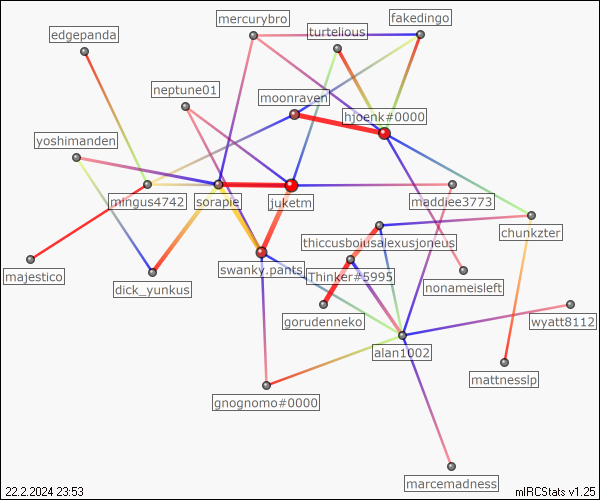 mercurybro
fakedingo
edgepanda
turtelious
neptune01
moonraven
hjoenk#0000
yoshimanden
mingus4742
sorapie
juketm
maddiee3773
chunkzter
thiccusboiusalexusjoneus
majestico
swanky.pants
Thinker#5995
nonameisleft
dick_yunkus
gorudenneko
wyatt8112
alan1002
mattnesslp
gnognomo#0000
marcemadness
22.2.2024 23:53
mIRCStats v1.25